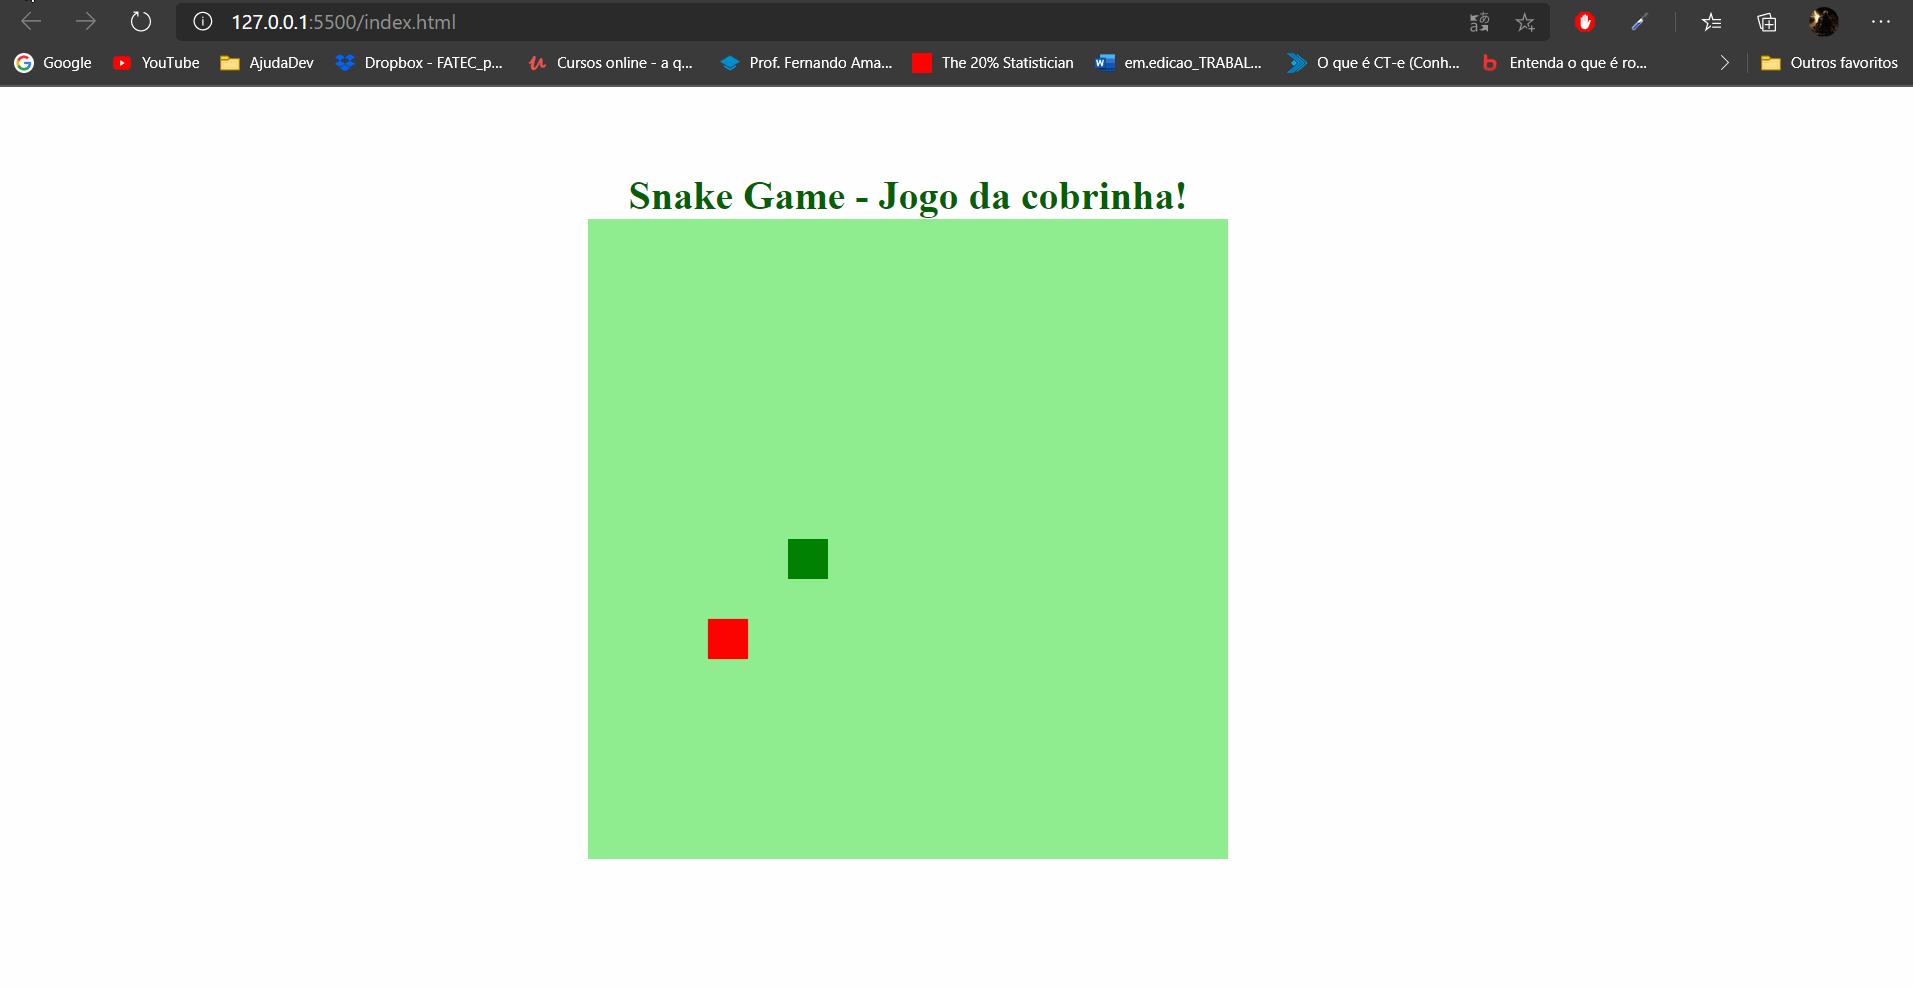 127.0.0.1:5500/index.html
Google YouTube AjudaDev Dropbox - FATEC_p... Cursos online - a q... Prof. Fernando Ama... The 20% Statistician em.edicao_TRABAL... O que é CT-e (Conh... Entenda o que é ro... Outros favoritos
Snake Game - Jogo da cobrinha!